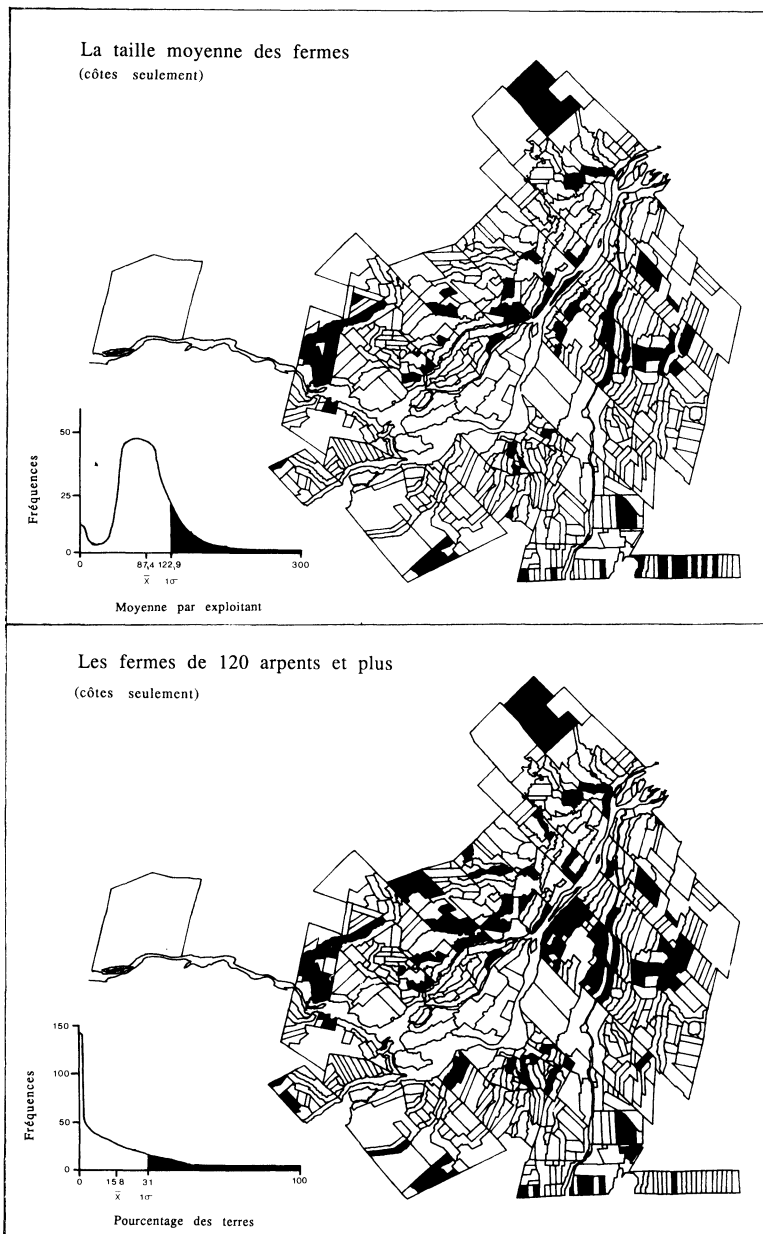 La taille moyenne des fermes
(côtes seulement)
Fréquences
50
25
0
0 87,4 122,9 300
X̅ 1σ
Moyenne par exploitant
Les fermes de 120 arpents et plus
(côtes seulement)
Fréquences
150
100
50
0
0 15 8 31 100
X̅ 1σ
Pourcentage des terres